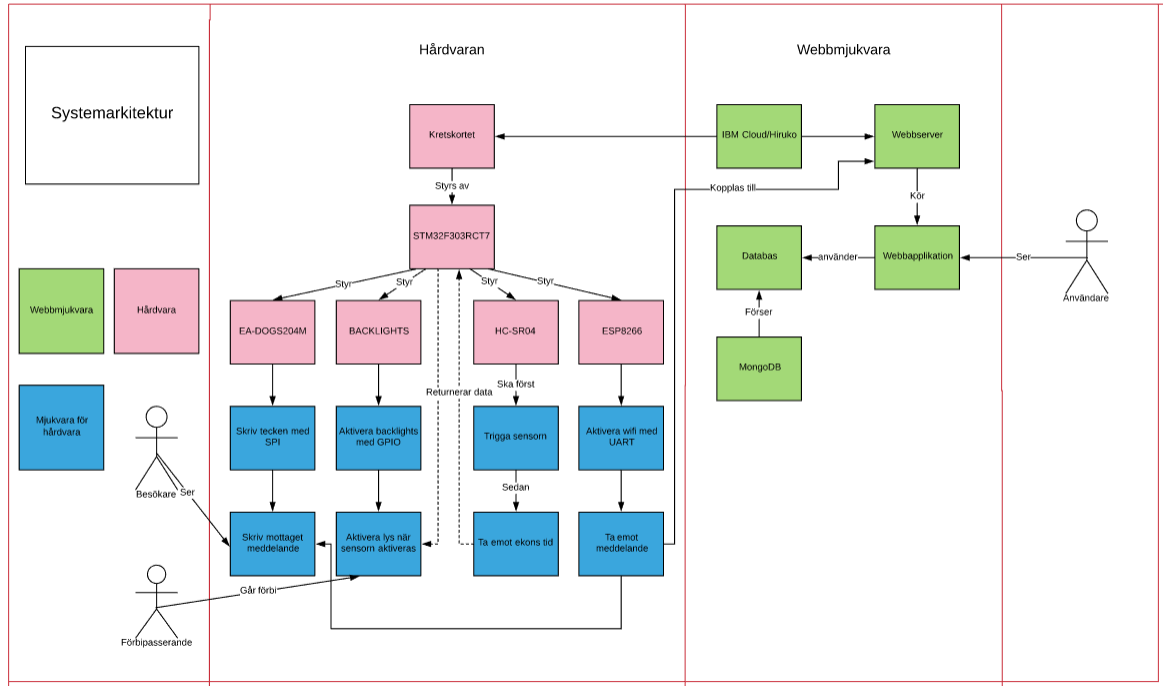 Hårdvaran
Webbmjukvara
Systemarkitektur
Kretskortet
IBM Cloud/Hiruko
Webbserver
Styrs av
Kopplas till
Kör
STM32F303RCT7
Databas
använder
Webbapplikation
Ser
Användare
Styr
Styr
Styr
Styr
Webbmjukvara
Hårdvara
EA-DOGS204M
BACKLIGHTS
HC-SR04
ESP8266
Förser
MongoDB
Returnerar data
Ska först
Mjukvara för
hårdvara
Skriv tecken med
SPI
Aktivera backlights
med GPIO
Trigga sensorn
Aktivera wifi med
UART
Besökare
Ser
Sedan
Skriv mottaget
meddelande
Aktivera lys när
sensorn aktiveras
Ta emot ekons tid
Ta emot
meddelande
Går förbi
Förbipasserande